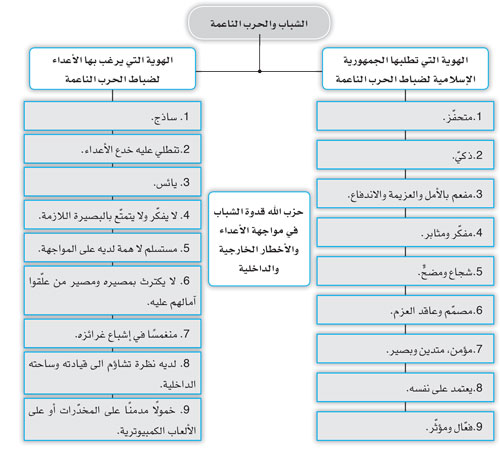 الشباب والحرب الناعمة
الهوية التي تطلبها الجمهورية
الإسلامية لضباط الحرب الناعمة
1.متحفّز.
2.ذكيّ.
3.مفعم بالأمل والعزيمة والاندفاع.
4.مفكّر ومثابر.
5.شجاع ومضحٍّ.
6.مصمّم وعاقد العزم.
7.مؤمن، متدين وبصير.
8.يعتمد على نفسه.
9.فعّال ومؤثّر.
حزب الله قدوة الشباب
في مواجهة الأعداء
والأخطار الخارجية
والداخلية
الهوية التي يرغب بها الأعداء
لضباط الحرب الناعمة
1. ساذج.
2.تنطلي عليه خدع الأعداء.
3. يائس.
4. لا يفكّر ولا يتمتّع بالبصيرة اللازمة.
5. مستسلم لا همة لديه على المواجهة.
6. لا يكترث بمصيره ومصير من علّقوا
آمالهم عليه.
7. منغمسًا في إشباع غرائزه.
8. لديه نظرة تشاؤم الى قيادته وساحته
الداخلية.
9. خمولًا مدمنًا على المخدّرات أو على
الألعاب الكمبيوترية.